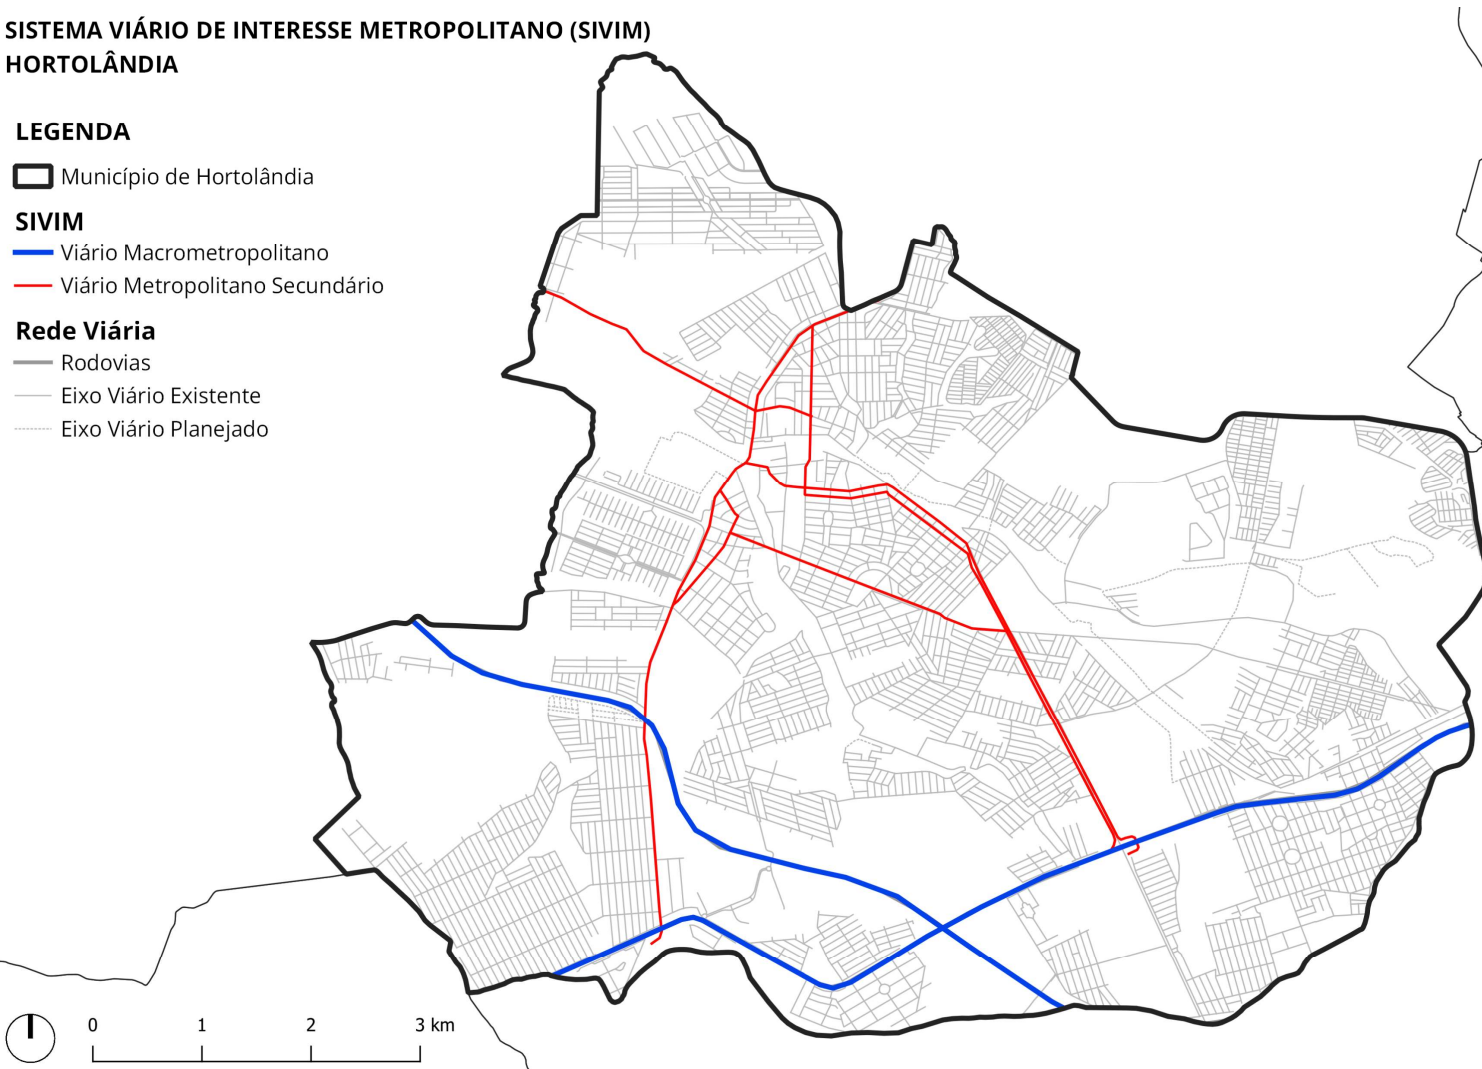 SISTEMA VIÁRIO DE INTERESSE METROPOLITANO (SIVIM)
HORTOLÂNDIA
LEGENDA
Município de Hortolândia
SIVIM
Viário Macrometropolitano
Viário Metropolitano Secundário
Rede Viária
Rodovias
Eixo Viário Existente
Eixo Viário Planejado
0 1 2 3 km